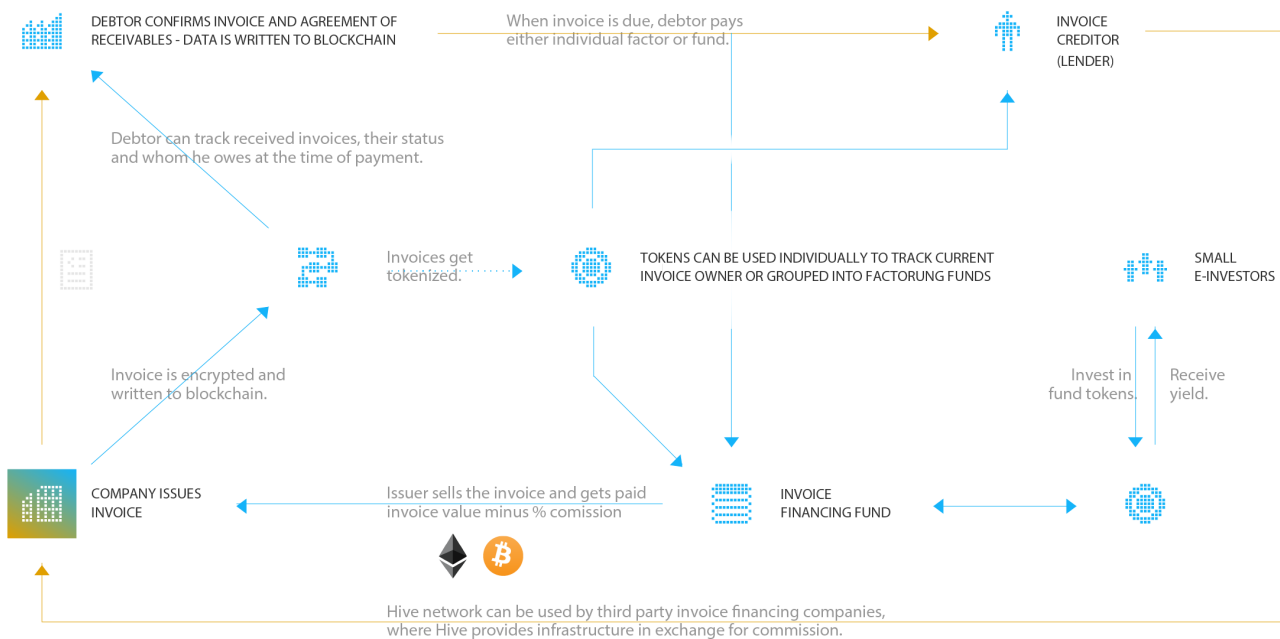 DEBTOR CONFIRMS INVOICE AND AGREEMENT OF
RECEIVABLES - DATA IS WRITTEN TO BLOCKCHAIN
When invoice is due, debtor pays
either individual factor or fund.
INVOICE
CREDITOR
(LENDER)
Debtor can track received invoices, their status
and whom he owes at the time of payment.
Invoices get
tokenized.
TOKENS CAN BE USED INDIVIDUALLY TO TRACK CURRENT
INVOICE OWNER OR GROUPED INTO FACTORUNG FUNDS
SMALL
E-INVESTORS
Invoice is encrypted and
written to blockchain.
Invest in
fund tokens.
Receive
yield.
COMPANY ISSUES
INVOICE
Issuer sells the invoice and gets paid
invoice value minus % comission
INVOICE
FINANCING FUND
Hive network can be used by third party invoice financing companies,
where Hive provides infrastructure in exchange for commission.